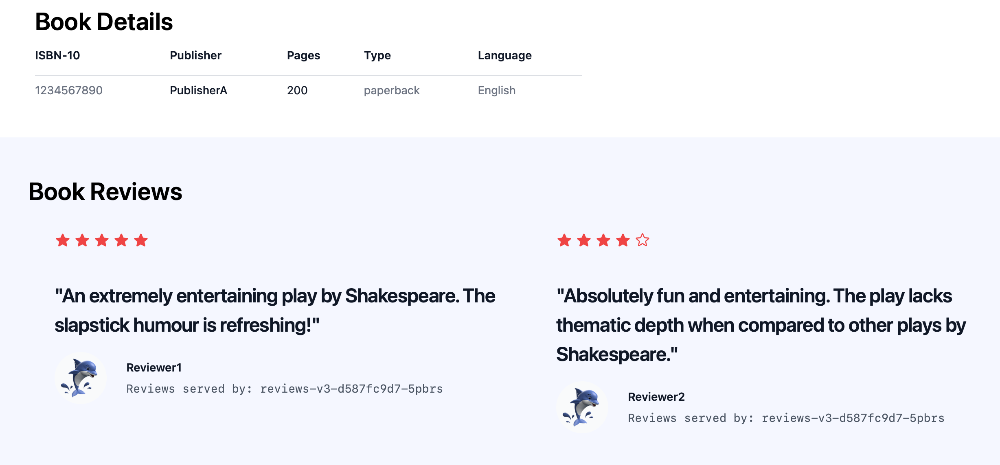 Book Details
ISBN-10 Publisher Pages Type Language
1234567890 PublisherA 200 paperback English
Book Reviews
"An extremely entertaining play by Shakespeare. The
slapstick humour is refreshing!"
Reviewer1
Reviews served by: reviews-v3-d587fc9d7-5pbrs
"Absolutely fun and entertaining. The play lacks
thematic depth when compared to other plays by
Shakespeare."
Reviewer2
Reviews served by: reviews-v3-d587fc9d7-5pbrs